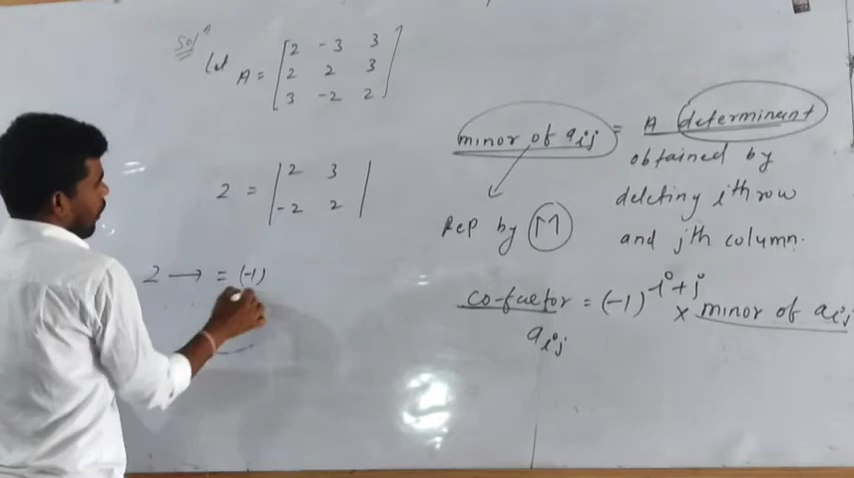 Solⁿ
Let A = [2 -3 3
2 2 3
3 -2 2]
2 = |2 3
-2 2|
2 → = (-1)
minor of aij = A determinant
obtained by
deleting ith row
and jth column.
Rep by M
co-factor = (-1)^i+j × minor of aij
aij